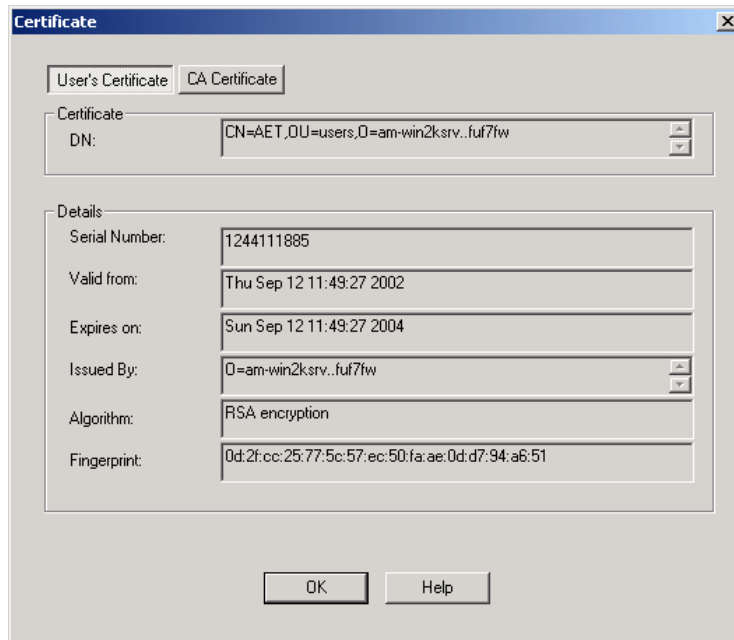 Certificate
User's Certificate CA Certificate
Certificate
DN: CN=AET,OU=users,O=am-win2ksrv..fuf7fw
Details
Serial Number: 1244111885
Valid from: Thu Sep 12 11:49:27 2002
Expires on: Sun Sep 12 11:49:27 2004
Issued By: O=am-win2ksrv..fuf7fw
Algorithm: RSA encryption
Fingerprint: 0d:2f:cc:25:77:5c:57:ec:50:fa:ae:0d:d7:94:a6:51
OK Help